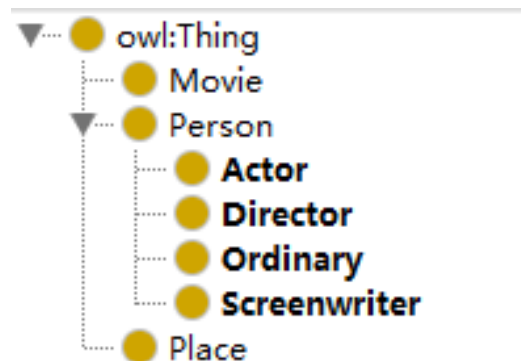 owl:Thing
Movie
Person
Actor
Director
Ordinary
Screenwriter
Place